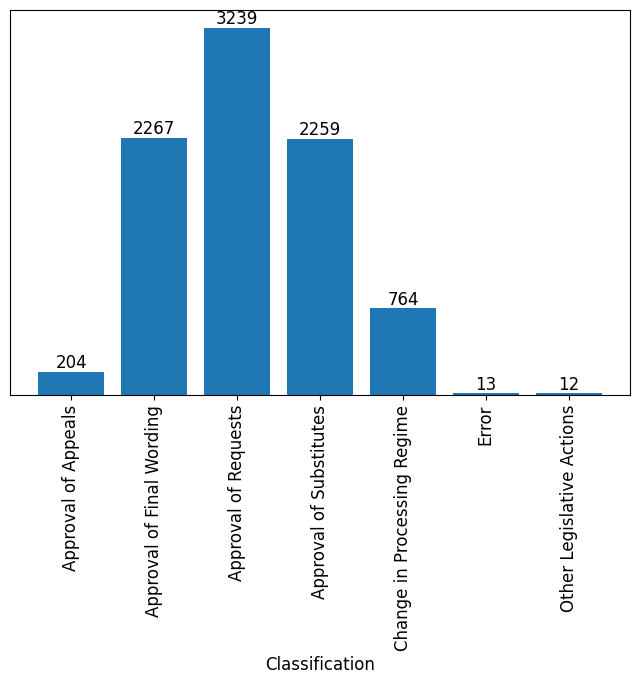 3239
2267
2259
764
204
13
12
Approval of Appeals
Approval of Final Wording
Approval of Requests
Approval of Substitutes
Change in Processing Regime
Error
Other Legislative Actions
Classification